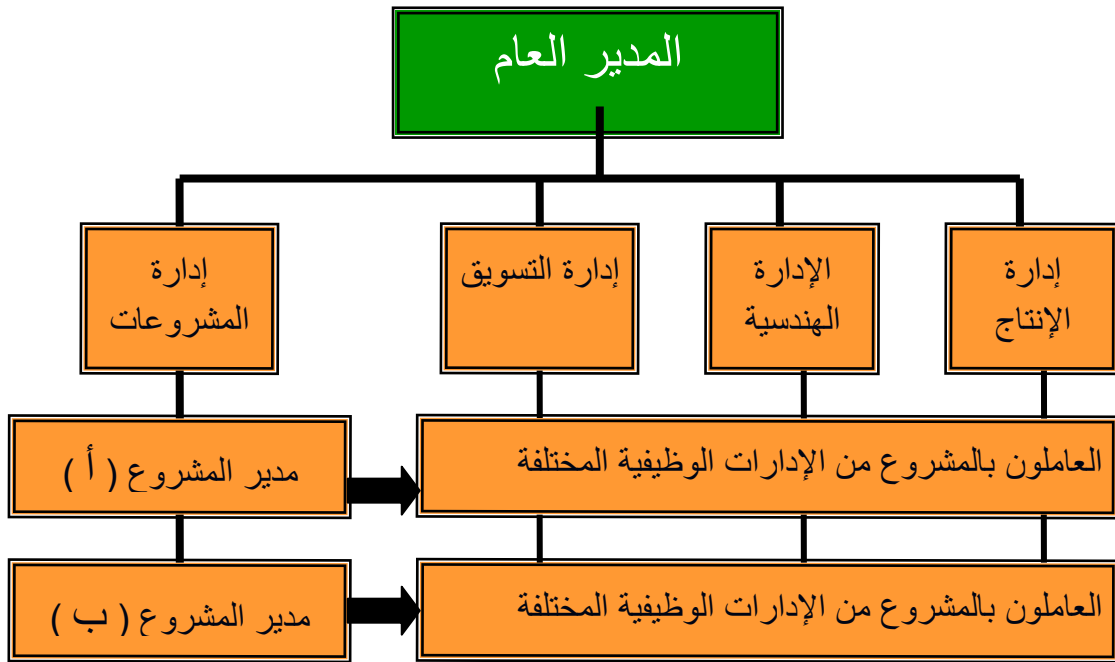 المدير العام
إدارة
الإنتاج
الإدارة
الهندسية
إدارة التسويق
إدارة
المشروعات
العاملون بالمشروع من الإدارات الوظيفية المختلفة
مدير المشروع ( أ )
العاملون بالمشروع من الإدارات الوظيفية المختلفة
مدير المشروع ( ب )